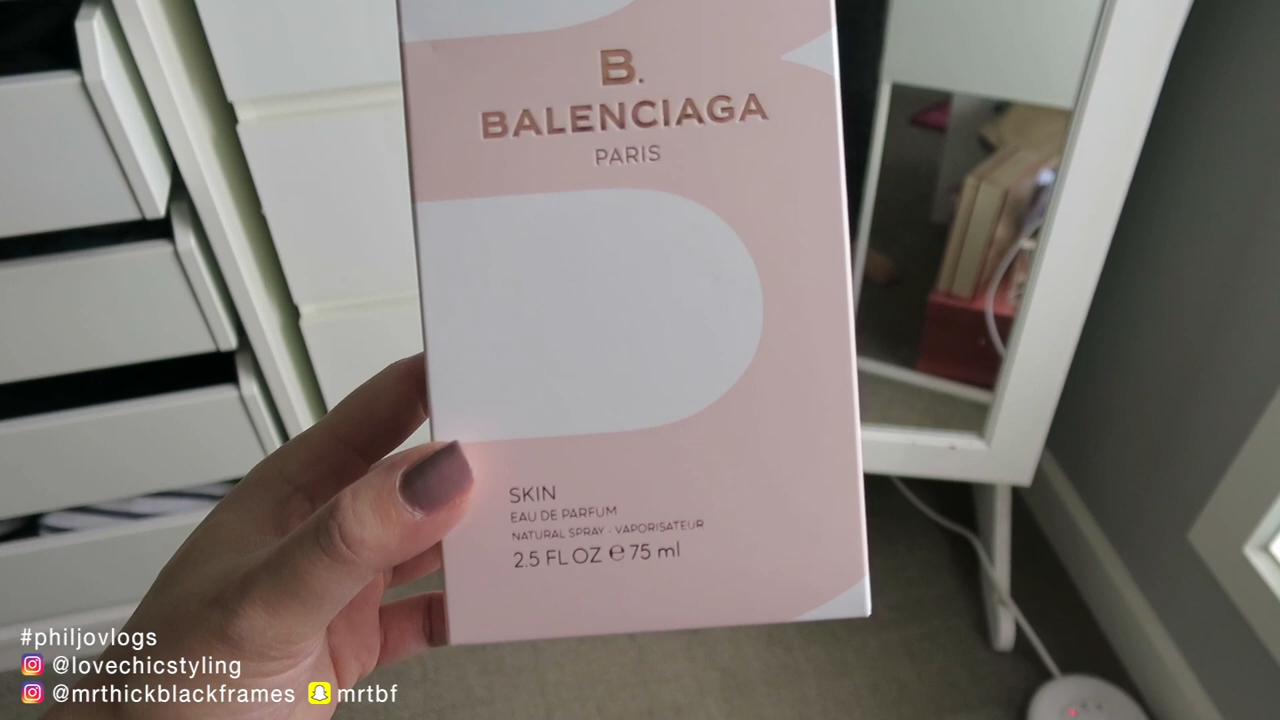 B.
BALENCIAGA
PARIS
SKIN
EAU DE PARFUM
NATURAL SPRAY - VAPORISATEUR
2.5 FL OZ ℮ 75 ml
#philjovlogs
@lovechicstyling
@mrthickblackframes mrtbf